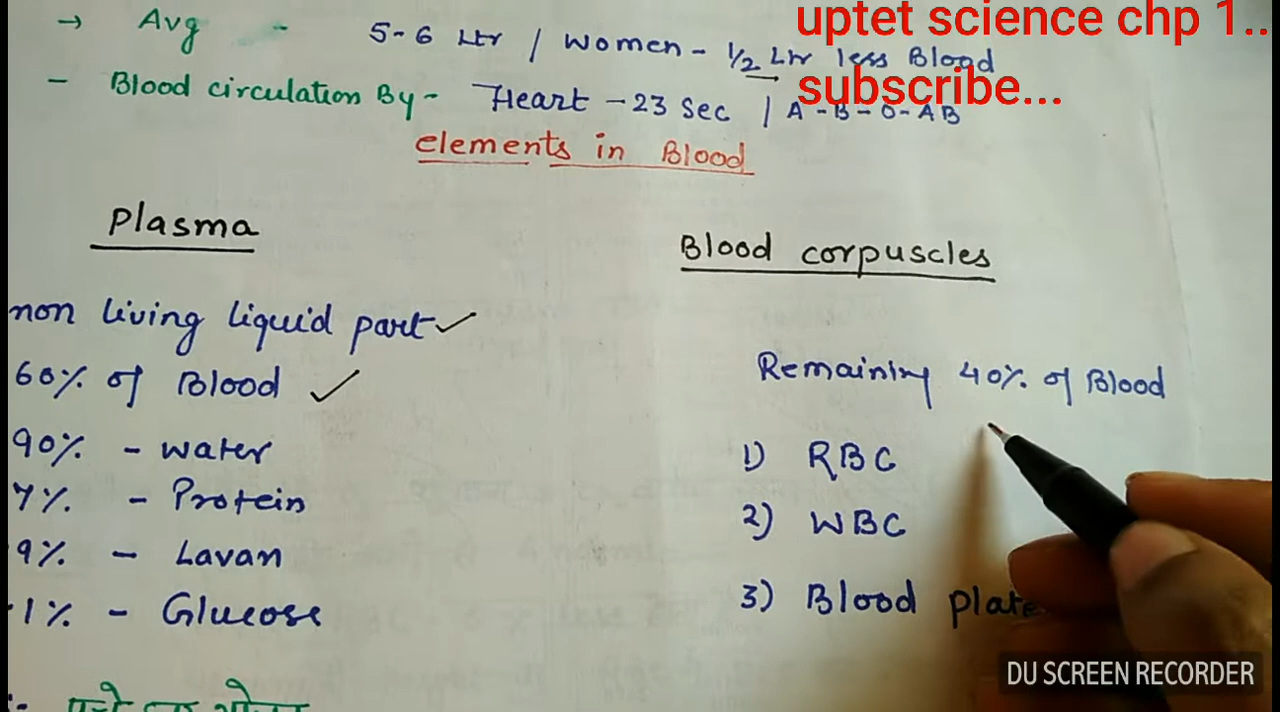 → Avg - 5-6 Ltr / Women - 1/2 Ltr less Blood
uptet science chp 1...
subscribe...
- Blood circulation By - Heart - 23 Sec | A - B - O - AB
elements in Blood
Plasma
non living liquid part ✓
60% of Blood ✓
90% - water
7% - Protein
.9% - Lavan
.1% - Glucose
Blood corpuscles
Remaining 40% of Blood
1) RBC
2) WBC
3) Blood plate
DU SCREEN RECORDER